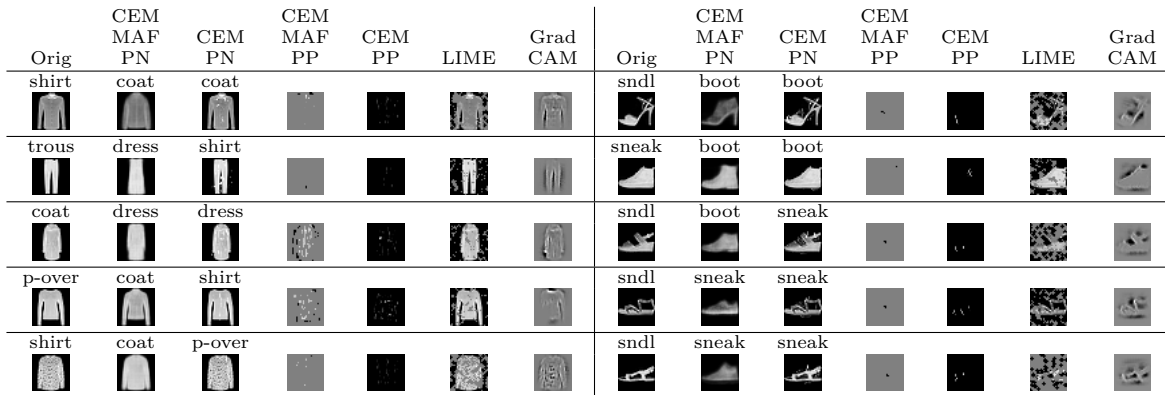 CEM CEM CEM CEM
MAF CEM MAF CEM Grad MAF CEM MAF CEM Grad
Orig PN PN PP PP LIME CAM Orig PN PN PP PP LIME CAM
shirt coat coat sndl boot boot
trous dress shirt sneak boot boot
coat dress dress sndl boot sneak
p-over coat shirt sndl sneak sneak
shirt coat p-over sndl sneak sneak